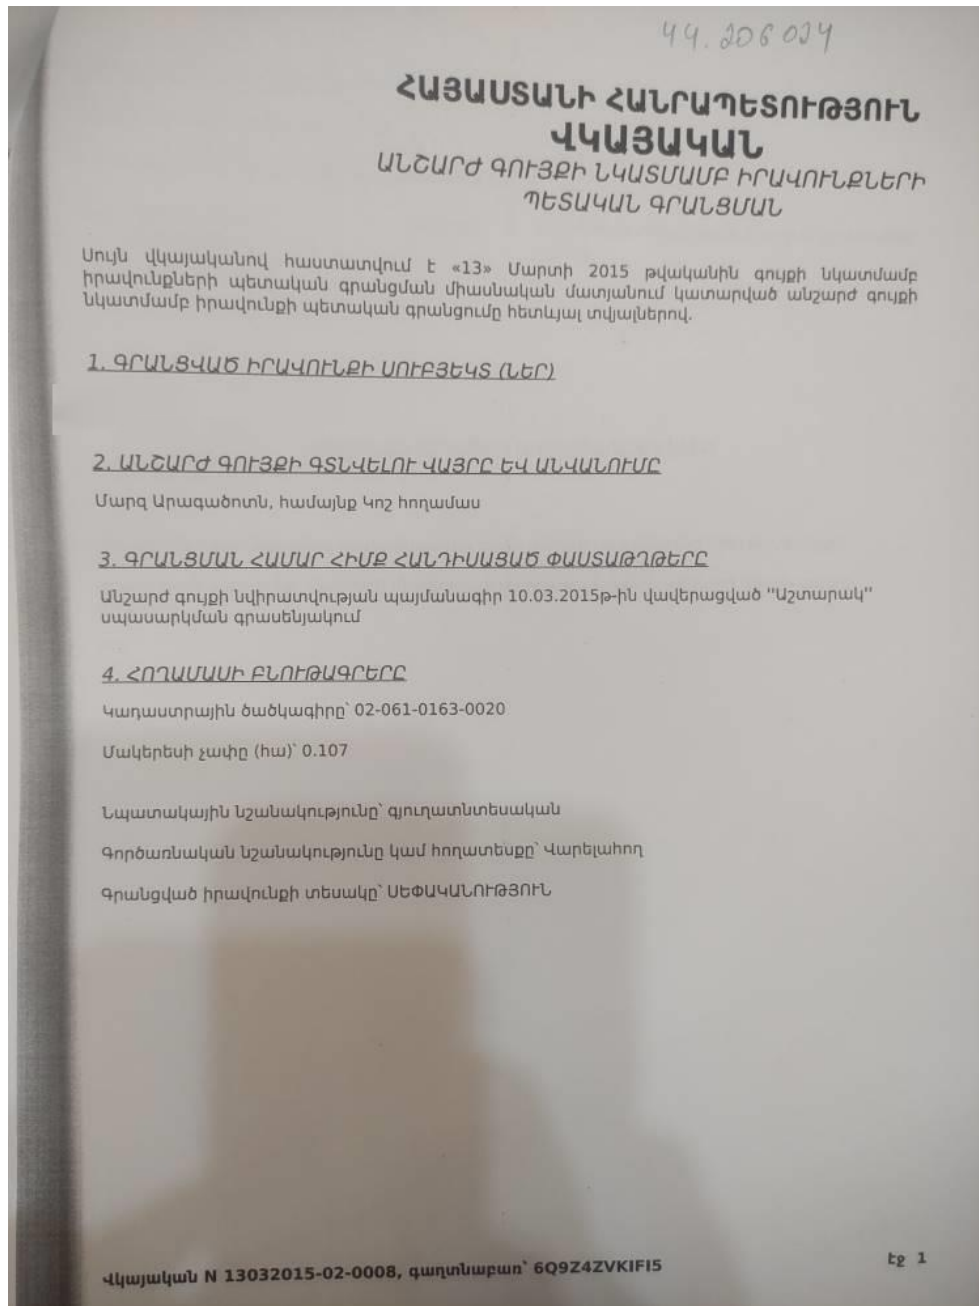 44.206024
ՀԱՅԱՍՏԱՆԻ ՀԱՆՐԱՊԵՏՈՒԹՅՈՒՆ
ՎԿԱՅԱԿԱՆ
ԱՆՇԱՐԺ ԳՈՒՅՔԻ ՆԿԱՏՄԱՄԲ ԻՐԱՎՈՒՆՔՆԵՐԻ
ՊԵՏԱԿԱՆ ԳՐԱՆՑՄԱՆ
Սույն վկայականով հաստատվում է «13» Մարտի 2015 թվականին գույքի նկատմամբ
իրավունքների պետական գրանցման միասնական մատյանում կատարված անշարժ գույքի
նկատմամբ իրավունքի պետական գրանցումը հետևյալ տվյալներով.
1. ԳՐԱՆՑՎԱԾ ԻՐԱՎՈՒՆՔԻ ՍՈՒԲՅԵԿՏ (ՆԵՐ)
2. ԱՆՇԱՐԺ ԳՈՒՅՔԻ ԳՏՆՎԵԼՈՒ ՎԱՅՐԸ ԵՎ ԱՆՎԱՆՈՒՄԸ
Մարզ Արագածոտն, համայնք Կոշ հողամաս
3. ԳՐԱՆՑՄԱՆ ՀԱՄԱՐ ՀԻՄՔ ՀԱՆԴԻՍԱՑԱԾ ՓԱՍՏԱԹՂԹԵՐԸ
Անշարժ գույքի նվիրատվության պայմանագիր 10.03.2015թ-ին վավերացված ''Աշտարակ''
սպասարկման գրասենյակում
4. ՀՈՂԱՄԱՍԻ ԲՆՈՒԹԱԳՐԵՐԸ
Կադաստրային ծածկագիրը՝ 02-061-0163-0020
Մակերեսի չափը (հա)՝ 0.107
Նպատակային նշանակությունը՝ գյուղատնտեսական
Գործառնական նշանակությունը կամ հողատեսքը՝ Վարելահող
Գրանցված իրավունքի տեսակը՝ ՍԵՓԱԿԱՆՈՒԹՅՈՒՆ
Վկայական N 13032015-02-0008, գաղտնաբառ՝ 6Q9Z4ZVKIFI5
Էջ 1